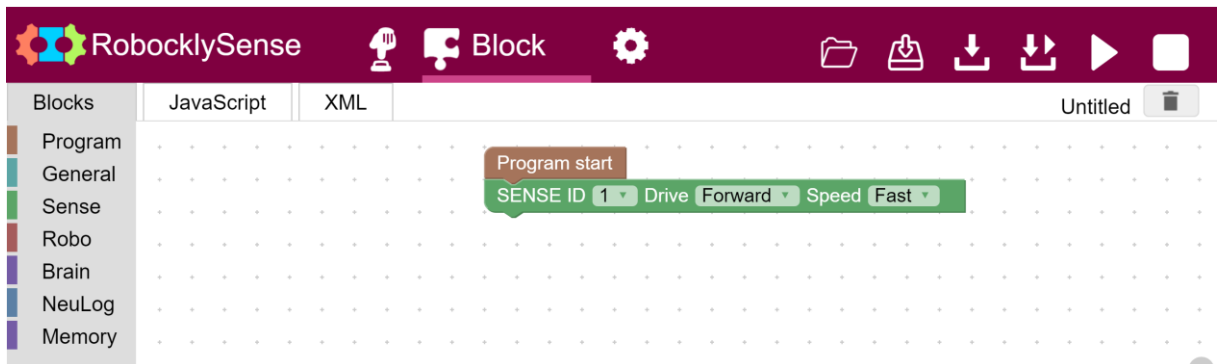 RobocklySense Block
Blocks JavaScript XML Untitled
Program
General
Sense
Robo
Brain
NeuLog
Memory
Program start
SENSE ID 1 Drive Forward Speed Fast